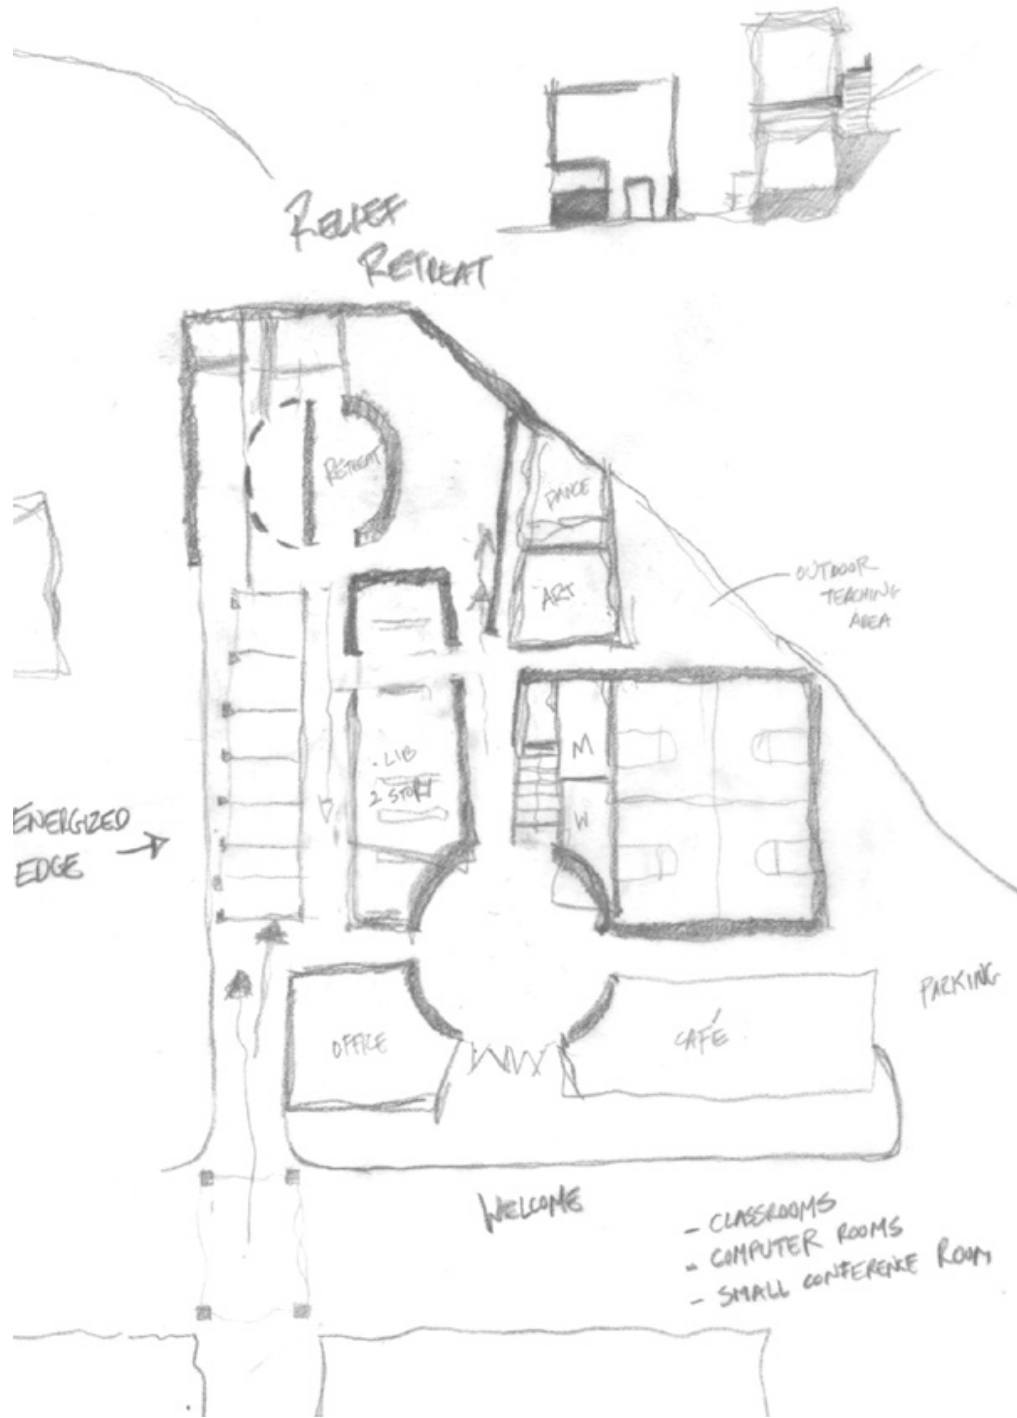 RELIEF
RETREAT
RETREAT
DANCE
ART
OUTDOOR
TEACHING
AREA
. LIB
2 STORY
M
W
ENERGIZED
EDGE
OFFICE
CAFÉ
PARKING
WELCOME
- CLASSROOMS
- COMPUTER ROOMS
- SMALL CONFERENCE ROOM